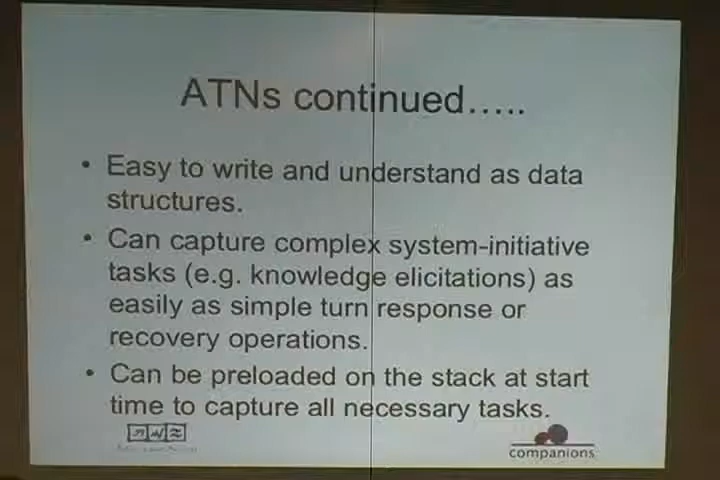 ATNs continued.....
• Easy to write and understand as data
structures.
• Can capture complex system-initiative
tasks (e.g. knowledge elicitations) as
easily as simple turn response or
recovery operations.
• Can be preloaded on the stack at start
time to capture all necessary tasks.
companions